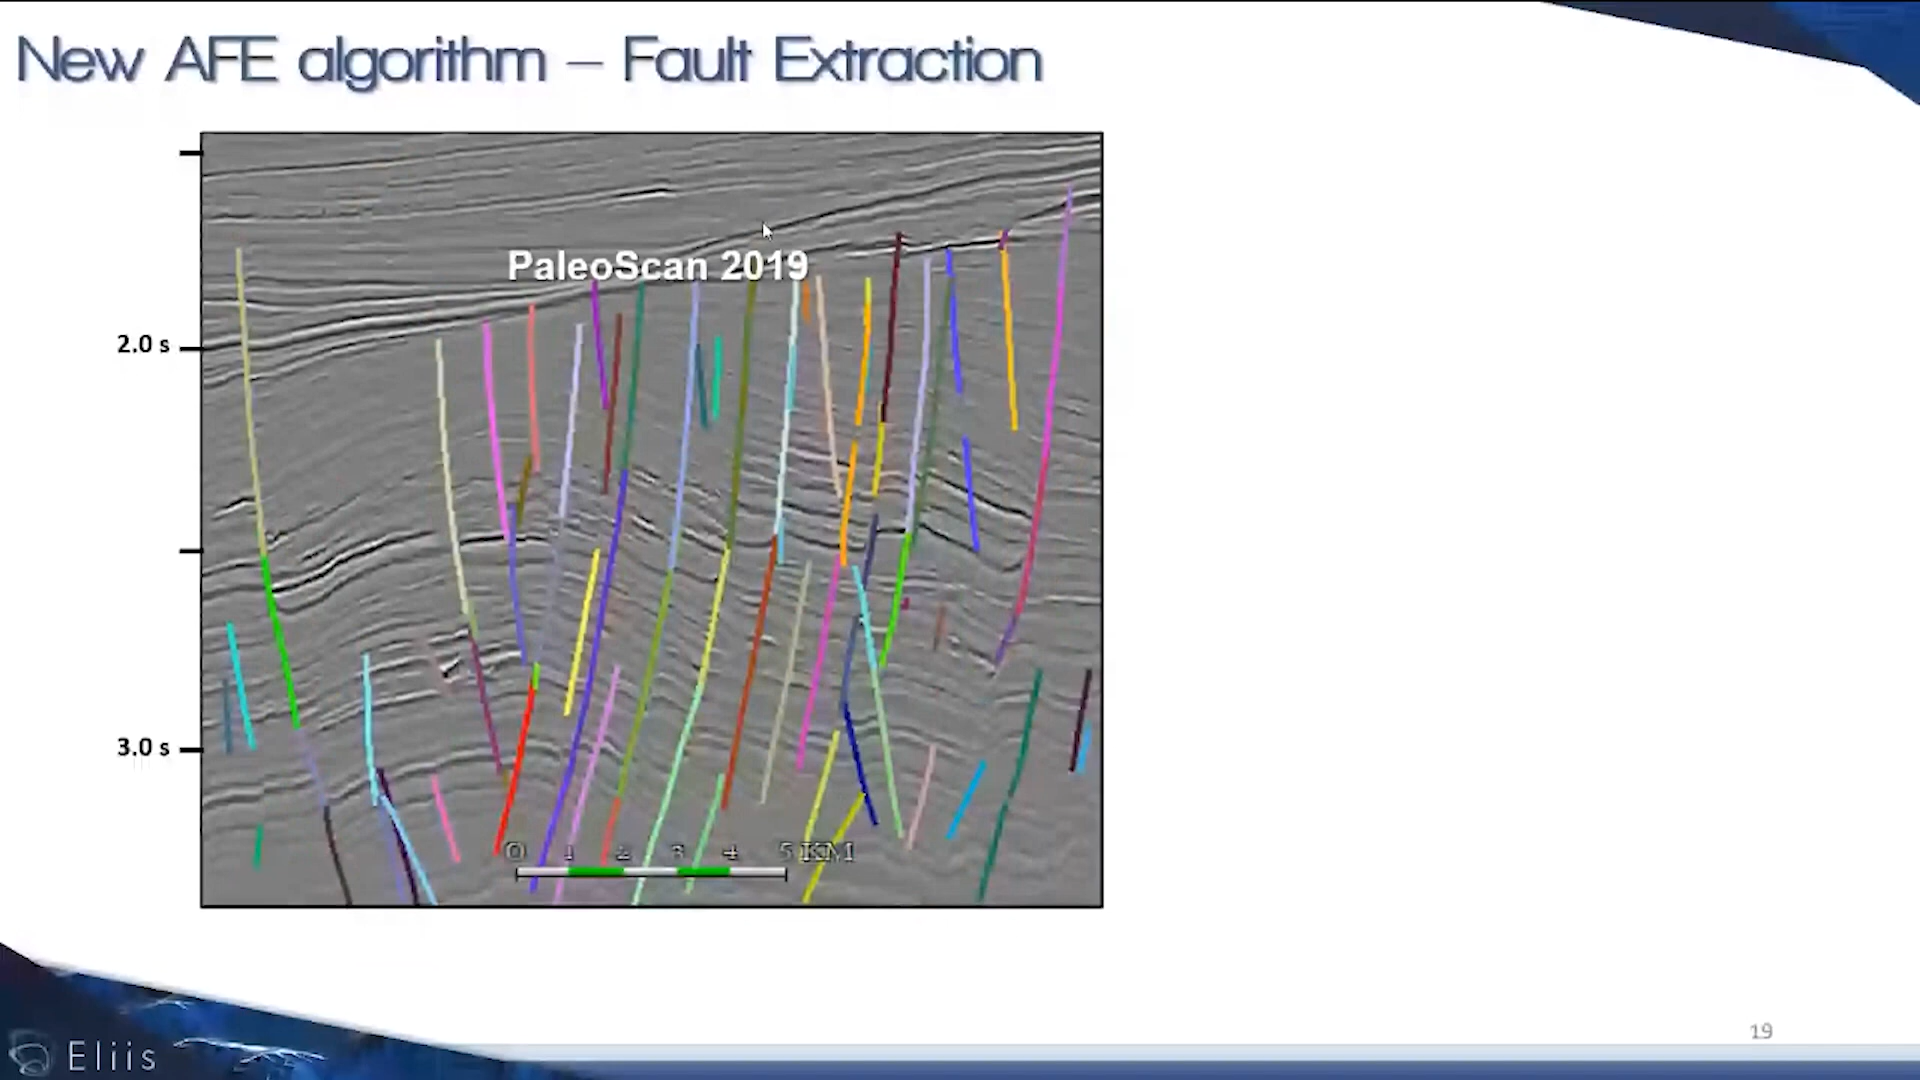 New AFE algorithm – Fault Extraction
PaleoScan 2019
2.0 s
3.0 s
0 1 2 3 4 5 KM
19
Eliis